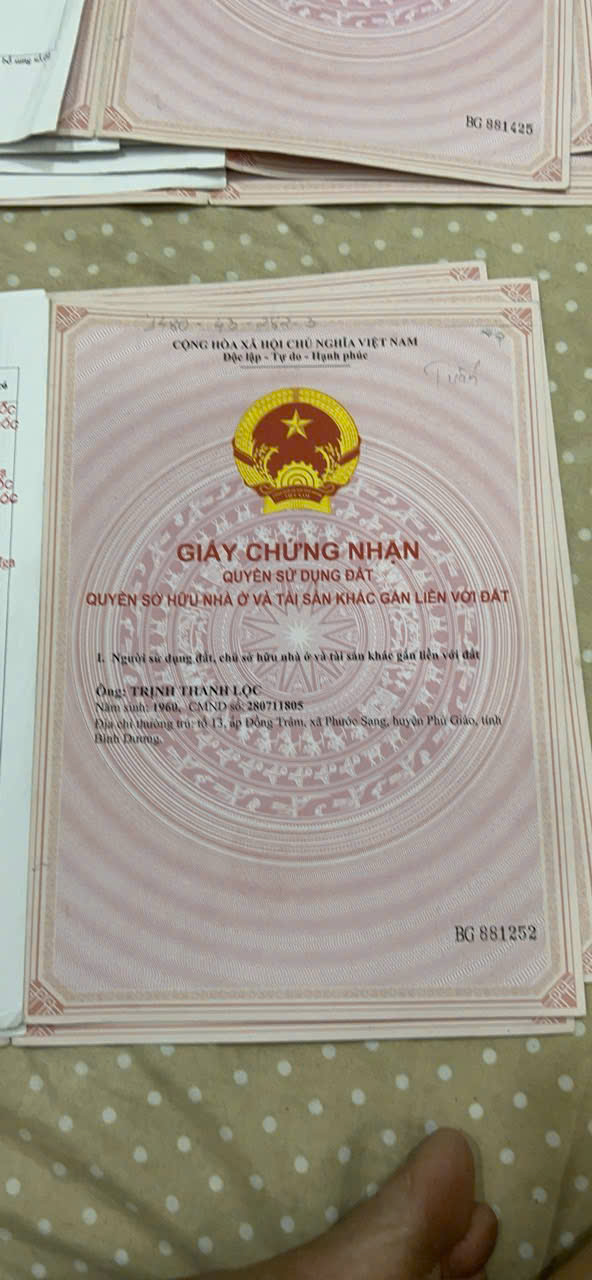 BG 881425
CỘNG HÒA XÃ HỘI CHỦ NGHĨA VIỆT NAM
Độc lập - Tự do - Hạnh phúc
Tuấn
VIỆT NAM
GIẤY CHỨNG NHẬN
QUYỀN SỬ DỤNG ĐẤT
QUYỀN SỞ HỮU NHÀ Ở VÀ TÀI SẢN KHÁC GẮN LIỀN VỚI ĐẤT
I. Người sử dụng đất, chủ sở hữu nhà ở và tài sản khác gắn liền với đất
Ông: TRỊNH THANH LỘC
Năm sinh: 1960, CMND số: 280711805
Địa chỉ thường trú: tổ 13, ấp Đồng Trâm, xã Phước Sang, huyện Phú Giáo, tỉnh
Bình Dương.
BG 881252